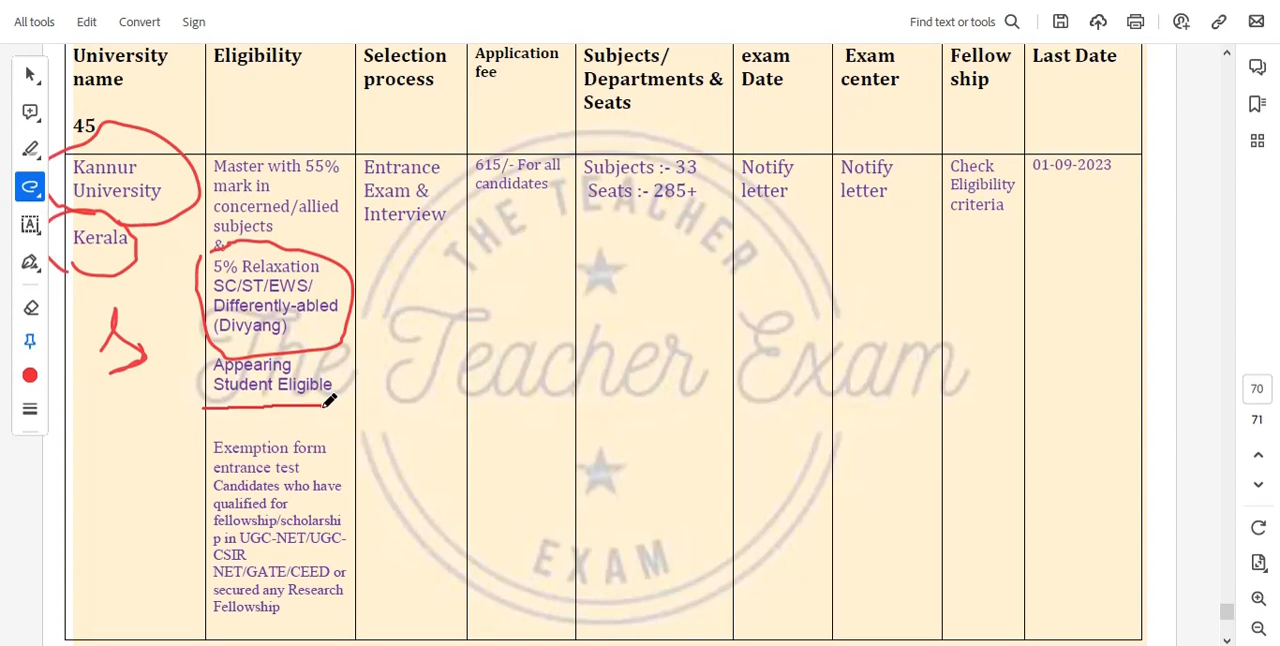 All tools
Edit
Convert
Sign
Find text or tools
University name
45
Eligibility
Selection process
Application fee
Subjects/
Departments &
Seats
exam
Date
Exam
center
Fellow
ship
Last Date
Kannur
University
Kerala
Master with 55%
mark in
concerned/allied
subjects
&
5% Relaxation
SC/ST/EWS/
Differently-abled
(Divyang)
Appearing
Student Eligible
Exemption form
entrance test
Candidates who have
qualified for
fellowship/scholarshi
p in UGC-NET/UGC-
CSIR
NET/GATE/CEED or
secured any Research
Fellowship
Entrance
Exam &
Interview
615/- For all
candidates
Subjects :- 33
Seats :- 285+
Notify
letter
Notify
letter
Check
Eligibility
criteria
01-09-2023
THE TEACHER
The Teacher Exam
EXAM
70
71